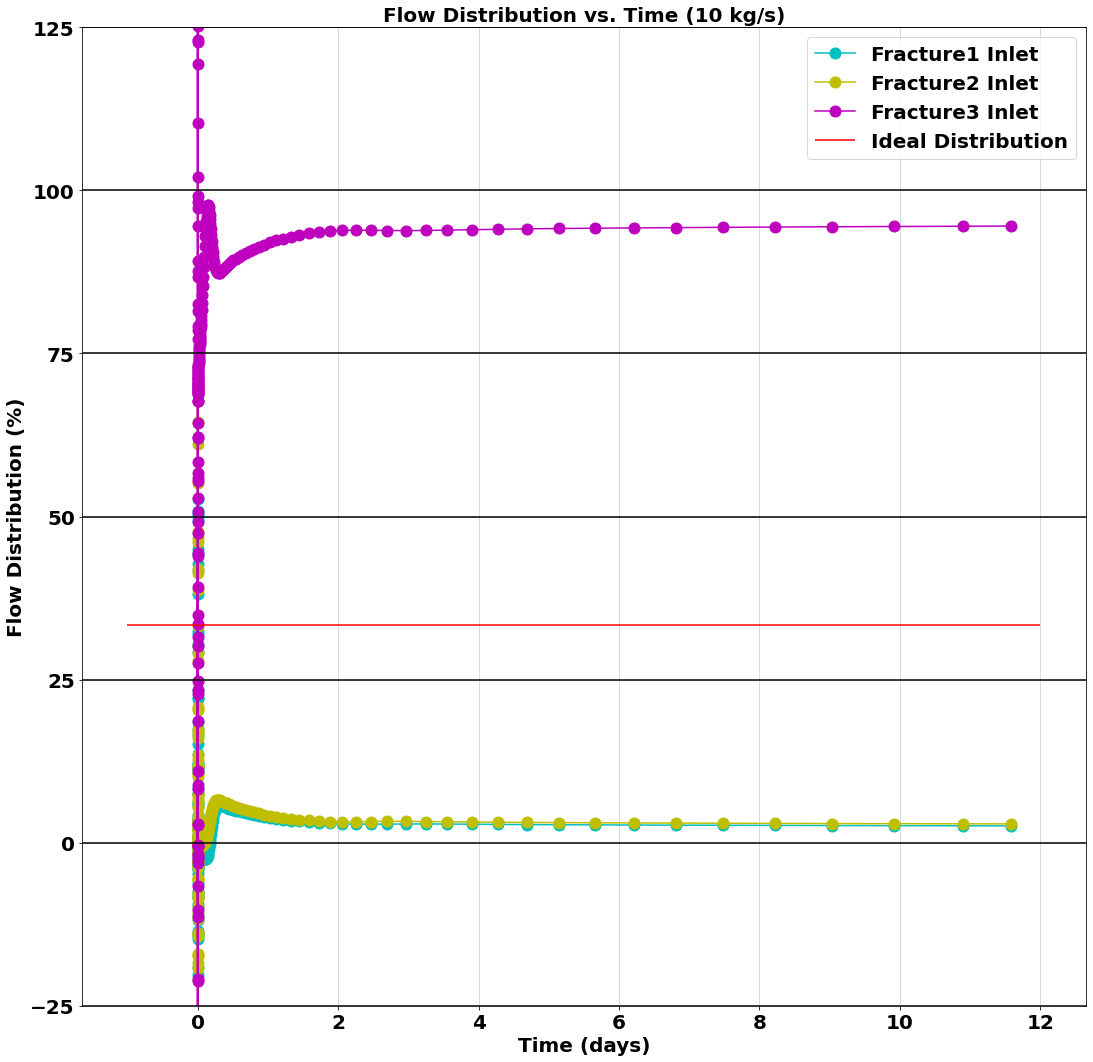 Flow Distribution vs. Time (10 kg/s)
Fracture1 Inlet
Fracture2 Inlet
Fracture3 Inlet
Ideal Distribution
Flow Distribution (%)
125
100
75
50
25
0
−25
0 2 4 6 8 10 12
Time (days)